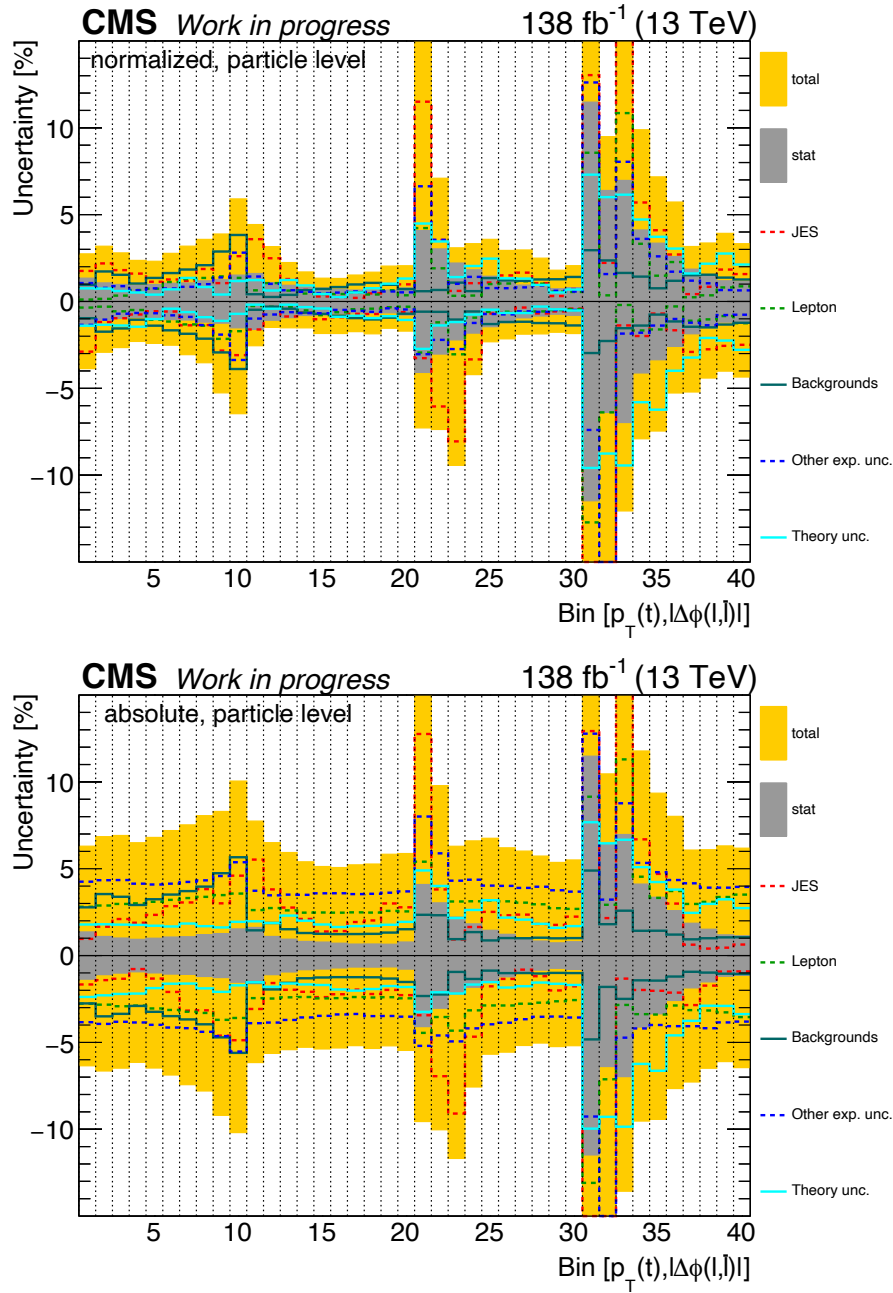 CMS Work in progress 138 fb⁻¹ (13 TeV)
normalized, particle level
Uncertainty [%]
10
5
0
−5
−10
5 10 15 20 25 30 35 40
Bin [p_T(t),|Δϕ(l,l̄)|]
total
stat
JES
Lepton
Backgrounds
Other exp. unc.
Theory unc.
CMS Work in progress 138 fb⁻¹ (13 TeV)
absolute, particle level
Uncertainty [%]
10
5
0
−5
−10
5 10 15 20 25 30 35 40
Bin [p_T(t),|Δϕ(l,l̄)|]
total
stat
JES
Lepton
Backgrounds
Other exp. unc.
Theory unc.